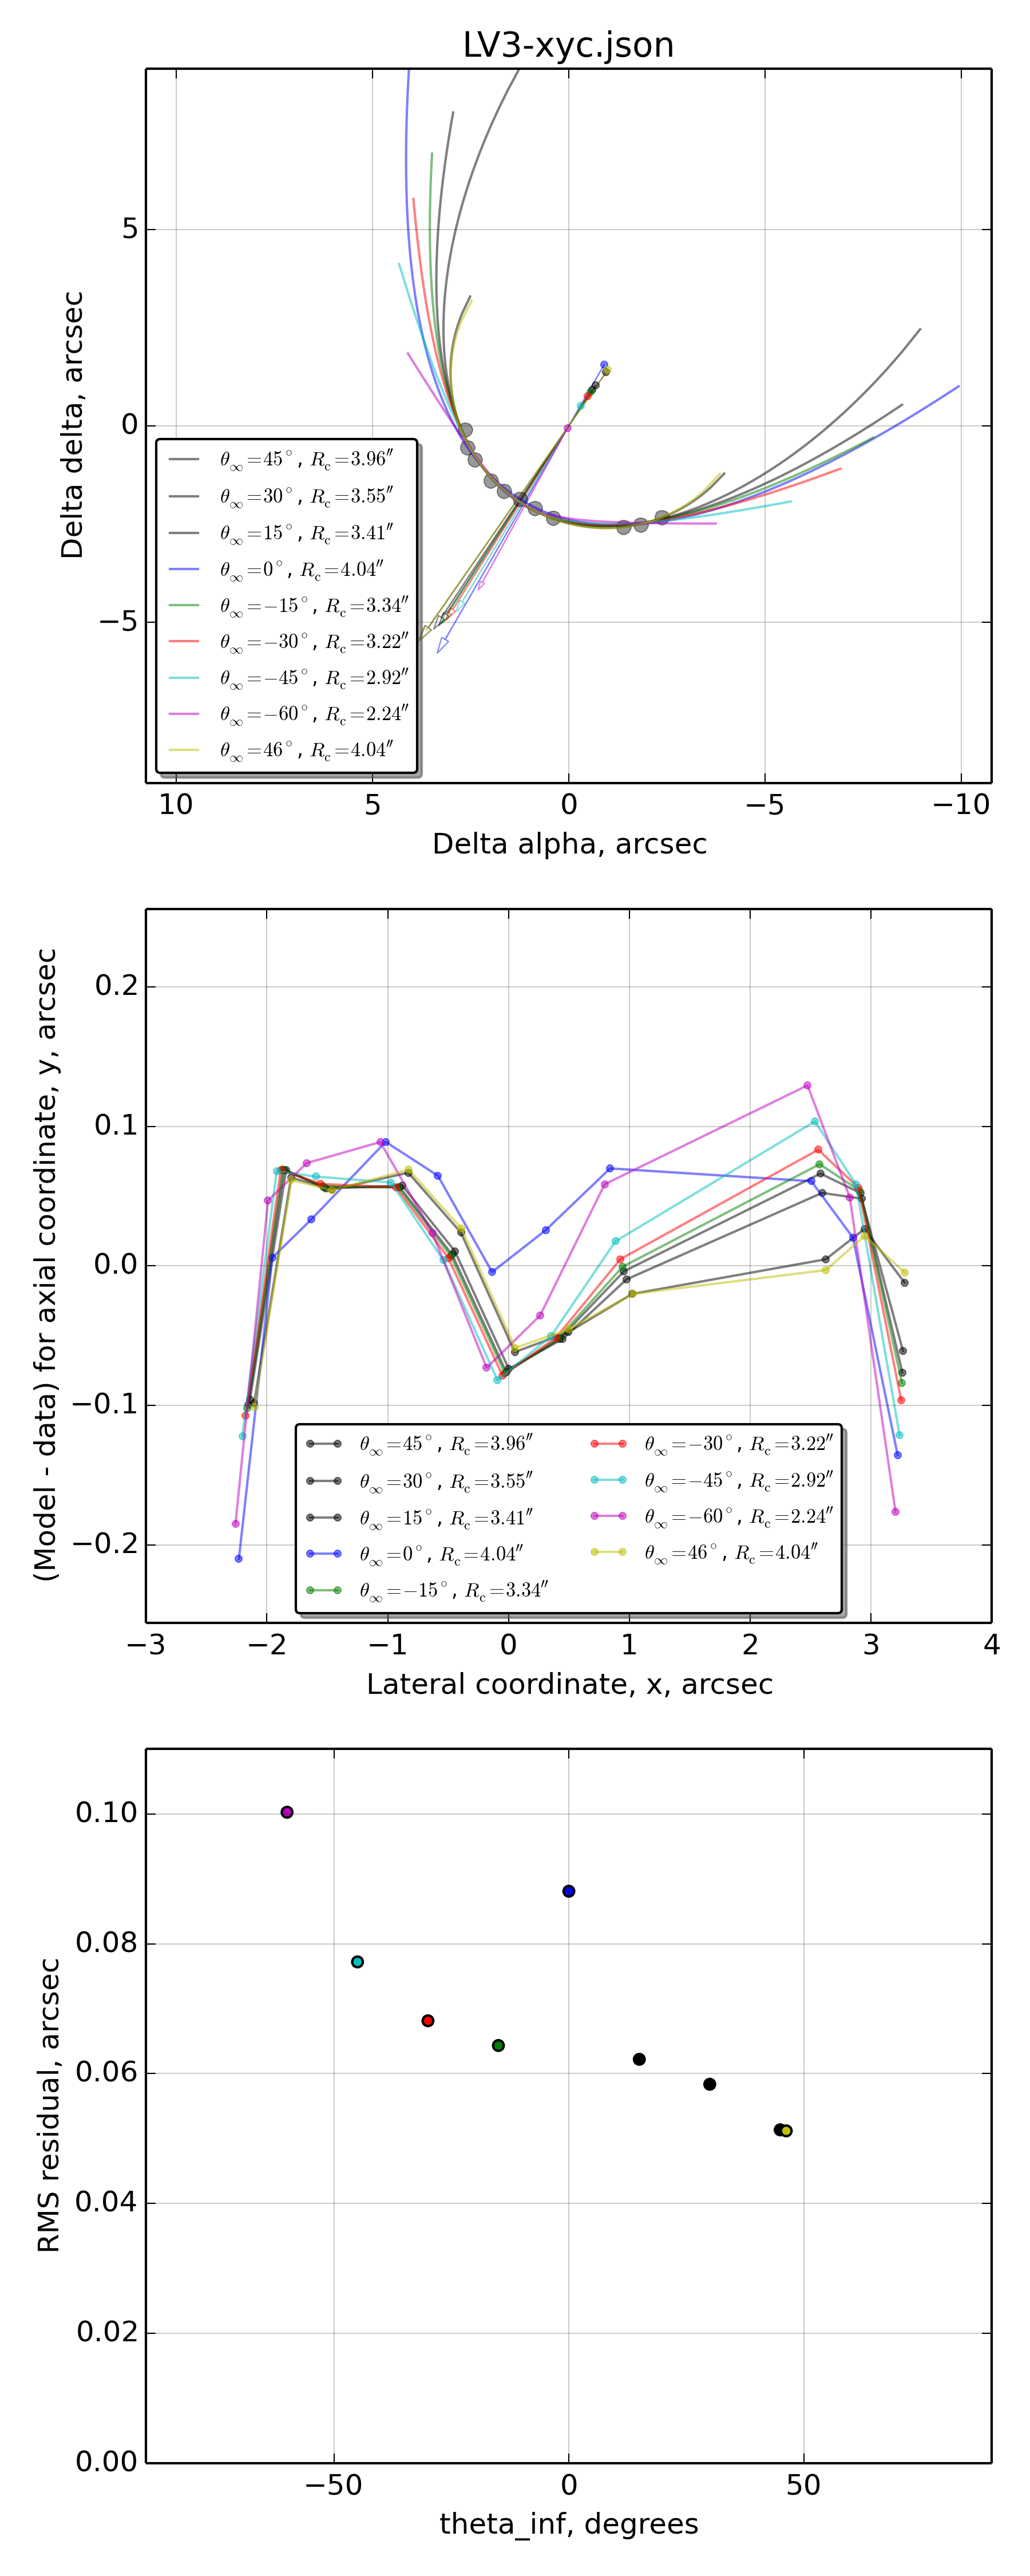 LV3-xyc.json
Delta delta, arcsec
5
0
−5
θ∞=45°, Rc=3.96″
θ∞=30°, Rc=3.55″
θ∞=15°, Rc=3.41″
θ∞=0°, Rc=4.04″
θ∞=−15°, Rc=3.34″
θ∞=−30°, Rc=3.22″
θ∞=−45°, Rc=2.92″
θ∞=−60°, Rc=2.24″
θ∞=46°, Rc=4.04″
10 5 0 −5 −10
Delta alpha, arcsec
(Model - data) for axial coordinate, y, arcsec
0.2
0.1
0.0
−0.1
−0.2
θ∞=45°, Rc=3.96″
θ∞=30°, Rc=3.55″
θ∞=15°, Rc=3.41″
θ∞=0°, Rc=4.04″
θ∞=−15°, Rc=3.34″
θ∞=−30°, Rc=3.22″
θ∞=−45°, Rc=2.92″
θ∞=−60°, Rc=2.24″
θ∞=46°, Rc=4.04″
−3 −2 −1 0 1 2 3 4
Lateral coordinate, x, arcsec
RMS residual, arcsec
0.10
0.08
0.06
0.04
0.02
0.00
−50 0 50
theta_inf, degrees